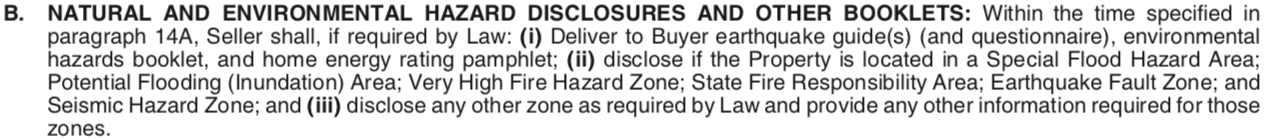 B. NATURAL AND ENVIRONMENTAL HAZARD DISCLOSURES AND OTHER BOOKLETS: Within the time specified in
paragraph 14A, Seller shall, if required by Law: (i) Deliver to Buyer earthquake guide(s) (and questionnaire), environmental
hazards booklet, and home energy rating pamphlet; (ii) disclose if the Property is located in a Special Flood Hazard Area;
Potential Flooding (Inundation) Area; Very High Fire Hazard Zone; State Fire Responsibility Area; Earthquake Fault Zone; and
Seismic Hazard Zone; and (iii) disclose any other zone as required by Law and provide any other information required for those
zones.